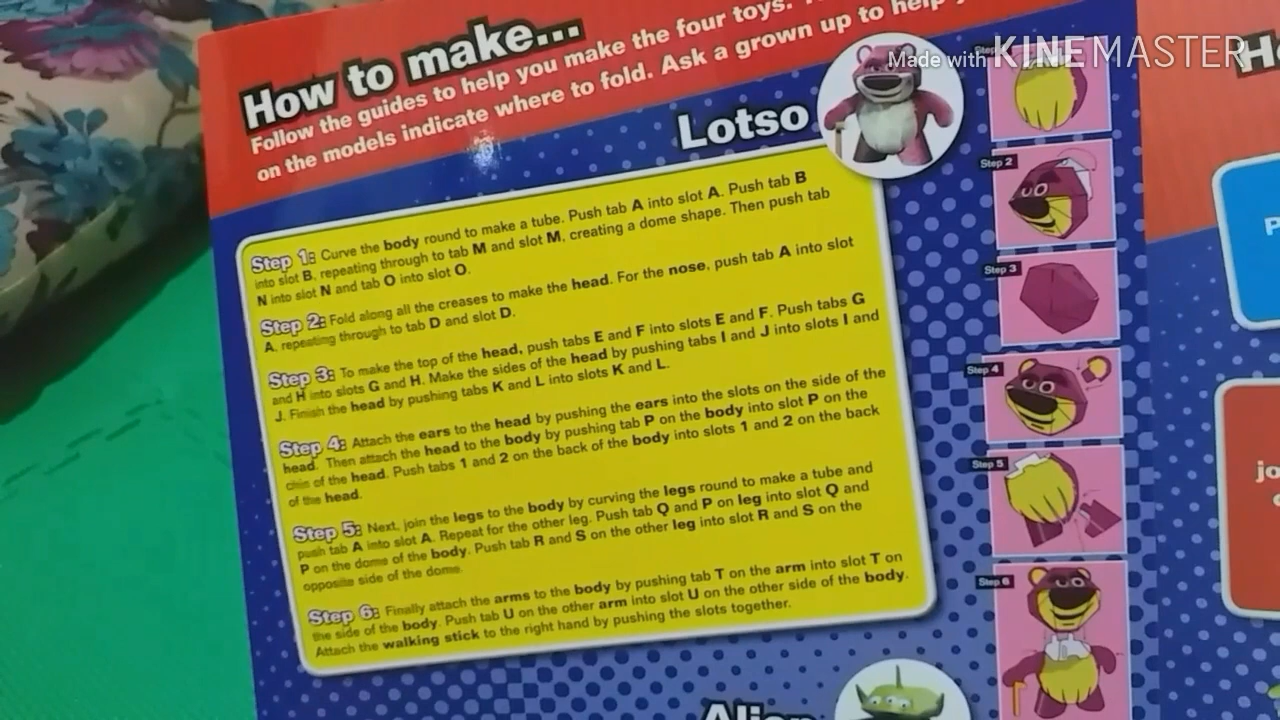 How to make...
Follow the guides to help you make the four toys.
on the models indicate where to fold. Ask a grown up to help
Made with KINEMASTER
Lotso
Step 1: Curve the body round to make a tube. Push tab A into slot A. Push tab B
into slot B, repeating through to tab M and slot M, creating a dome shape. Then push tab
N into slot N and tab O into slot O.
Step 2: Fold along all the creases to make the head. For the nose, push tab A into slot
A, repeating through to tab D and slot D.
Step 3: To make the top of the head, push tabs E and F into slots E and F. Push tabs G
and H into slots G and H. Make the sides of the head by pushing tabs I and J into slots I and
J. Finish the head by pushing tabs K and L into slots K and L.
Step 4: Attach the ears to the head by pushing the ears into the slots on the side of the
head. Then attach the head to the body by pushing tab P on the body into slot P on the
chin of the head. Push tabs 1 and 2 on the back of the body into slots 1 and 2 on the back
of the head.
Step 5: Next, join the legs to the body by curving the legs round to make a tube and
push tab A into slot A. Repeat for the other leg. Push tab Q and P on leg into slot Q and
P on the dome of the body. Push tab R and S on the other leg into slot R and S on the
opposite side of the dome.
Step 6: Finally attach the arms to the body by pushing tab T on the arm into slot T on
the side of the body. Push tab U on the other arm into slot U on the other side of the body.
Attach the walking stick to the right hand by pushing the slots together.
Step 2
Step 3
Step 4
Step 5
Step 6
Alien